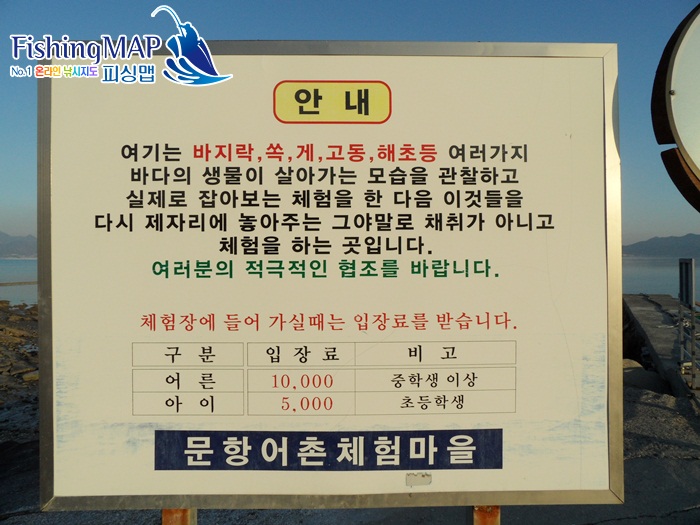 FishingMAP
No.1 온라인 낚시지도 피싱맵
안 내
여기는 바지락,쏙,게,고동,해초등 여러가지
바다의 생물이 살아가는 모습을 관찰하고
실제로 잡아보는 체험을 한 다음 이것들을
다시 제자리에 놓아주는 그야말로 채취가 아니고
체험을 하는 곳입니다.
여러분의 적극적인 협조를 바랍니다.
체험장에 들어 가실때는 입장료를 받습니다.
구 분 입 장 료 비 고
어 른 10,000 중학생 이상
아 이 5,000 초등학생
문항어촌체험마을